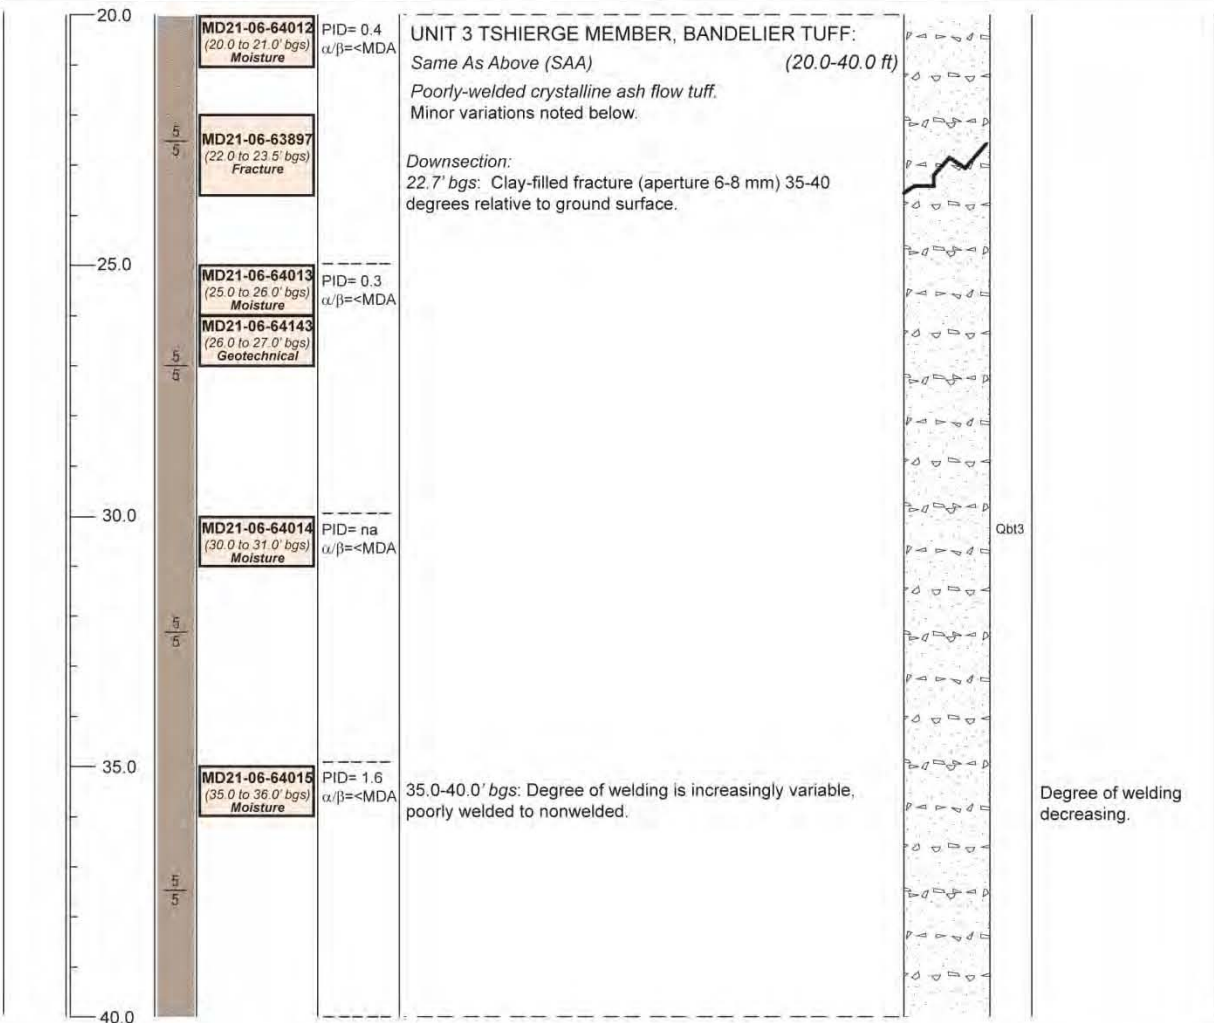 20.0
MD21-06-64012
(20.0 to 21.0' bgs)
Moisture
PID= 0.4
α/β=<MDA
UNIT 3 TSHIERGE MEMBER, BANDELIER TUFF:
Same As Above (SAA) (20.0-40.0 ft)
Poorly-welded crystalline ash flow tuff.
Minor variations noted below.
5
5
MD21-06-63897
(22.0 to 23.5' bgs)
Fracture
Downsection:
22.7' bgs: Clay-filled fracture (aperture 6-8 mm) 35-40
degrees relative to ground surface.
25.0
MD21-06-64013
(25.0 to 26.0' bgs)
Moisture
PID= 0.3
α/β=<MDA
MD21-06-64143
(26.0 to 27.0' bgs)
Geotechnical
5
5
30.0
MD21-06-64014
(30.0 to 31.0' bgs)
Moisture
PID= na
α/β=<MDA
Qbt3
5
5
35.0
MD21-06-64015
(35.0 to 36.0' bgs)
Moisture
PID= 1.6
α/β=<MDA
35.0-40.0' bgs: Degree of welding is increasingly variable,
poorly welded to nonwelded.
Degree of welding
decreasing.
5
5
40.0